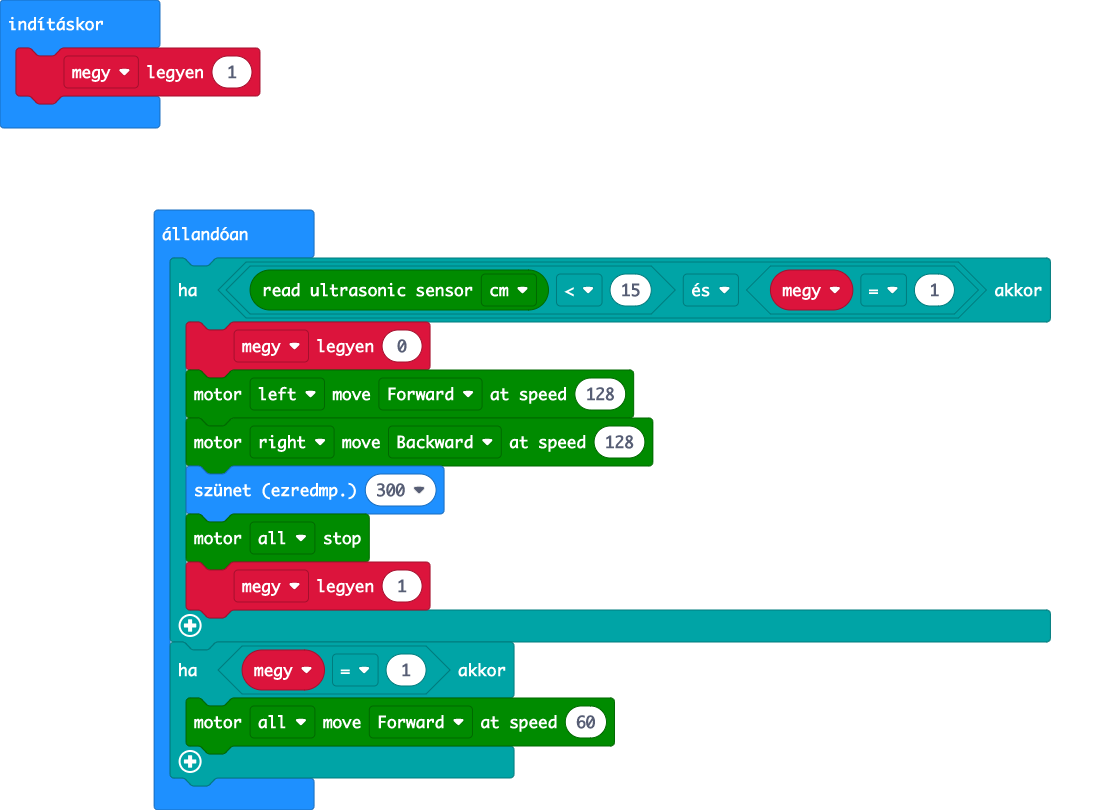 indításkor
megy legyen 1
állandóan
ha read ultrasonic sensor cm < 15 és megy = 1 akkor
megy legyen 0
motor left move Forward at speed 128
motor right move Backward at speed 128
szünet (ezredmp.) 300
motor all stop
megy legyen 1
ha megy = 1 akkor
motor all move Forward at speed 60